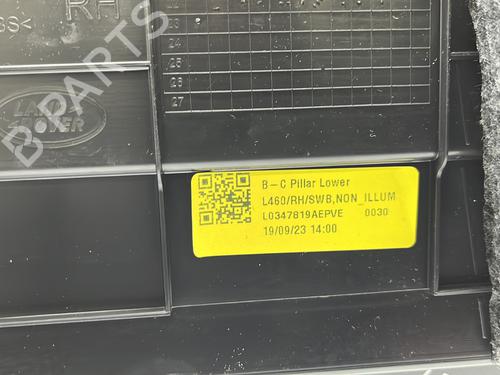 RH
23
24
25
26
27
LAND
ROVER
B-PARTS
B – C Pillar Lower
L460/RH/SWB,NON_ILLUM
L0347819AEPVE 0030
19/09/23 14:00